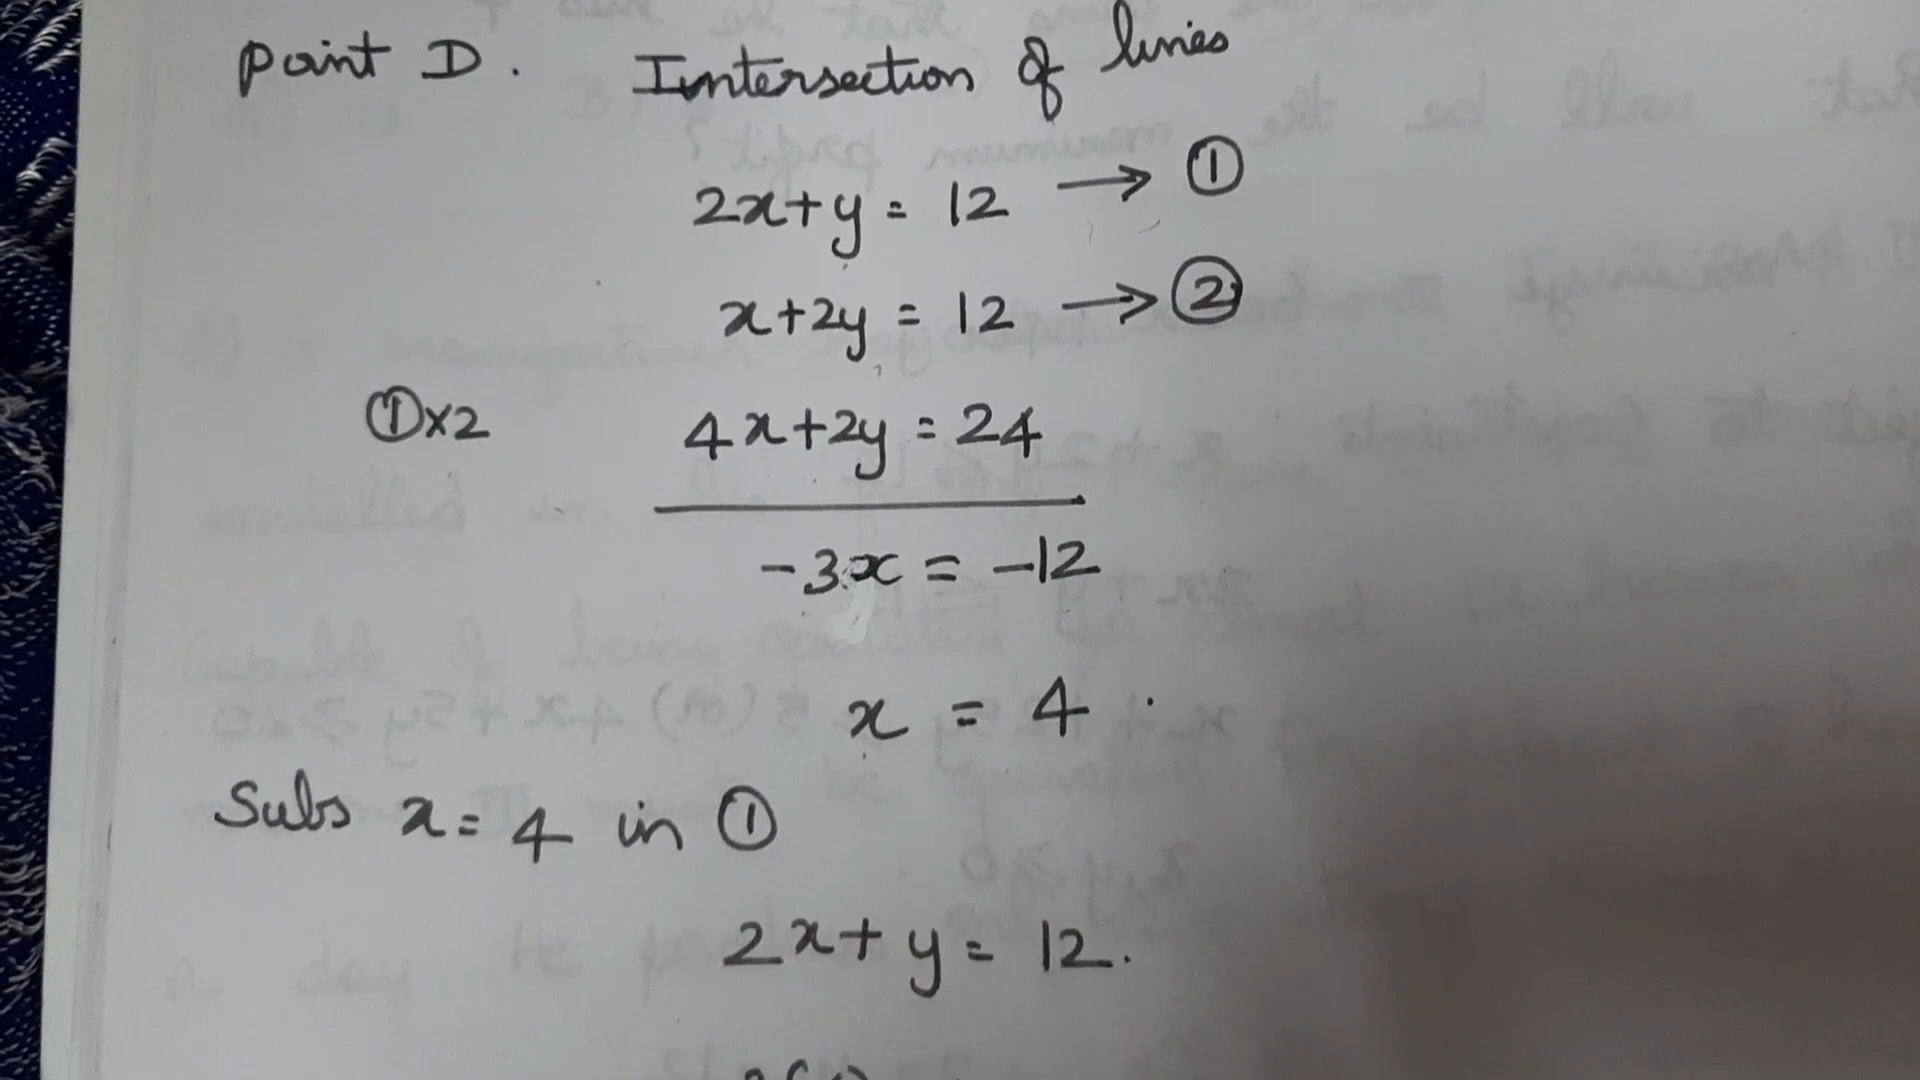 Point D. Intersection of lines
2x+y = 12 → ①
x+2y = 12 → ②
①×2 4x+2y = 24
-3x = -12
x = 4.
Subs x = 4 in ①
2x + y = 12.